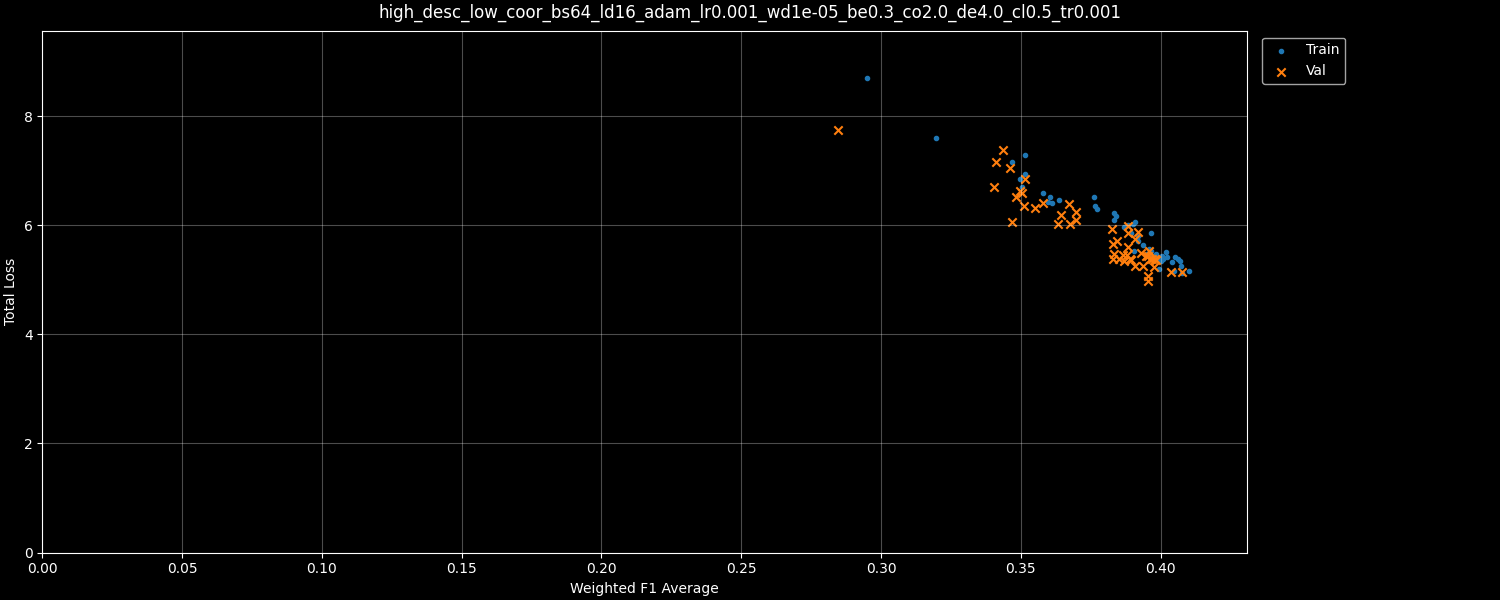 high_desc_low_coor_bs64_ld16_adam_lr0.001_wd1e-05_be0.3_co2.0_de4.0_cl0.5_tr0.001
Train
Val
Total Loss
8
6
4
2
0
0.00 0.05 0.10 0.15 0.20 0.25 0.30 0.35 0.40
Weighted F1 Average